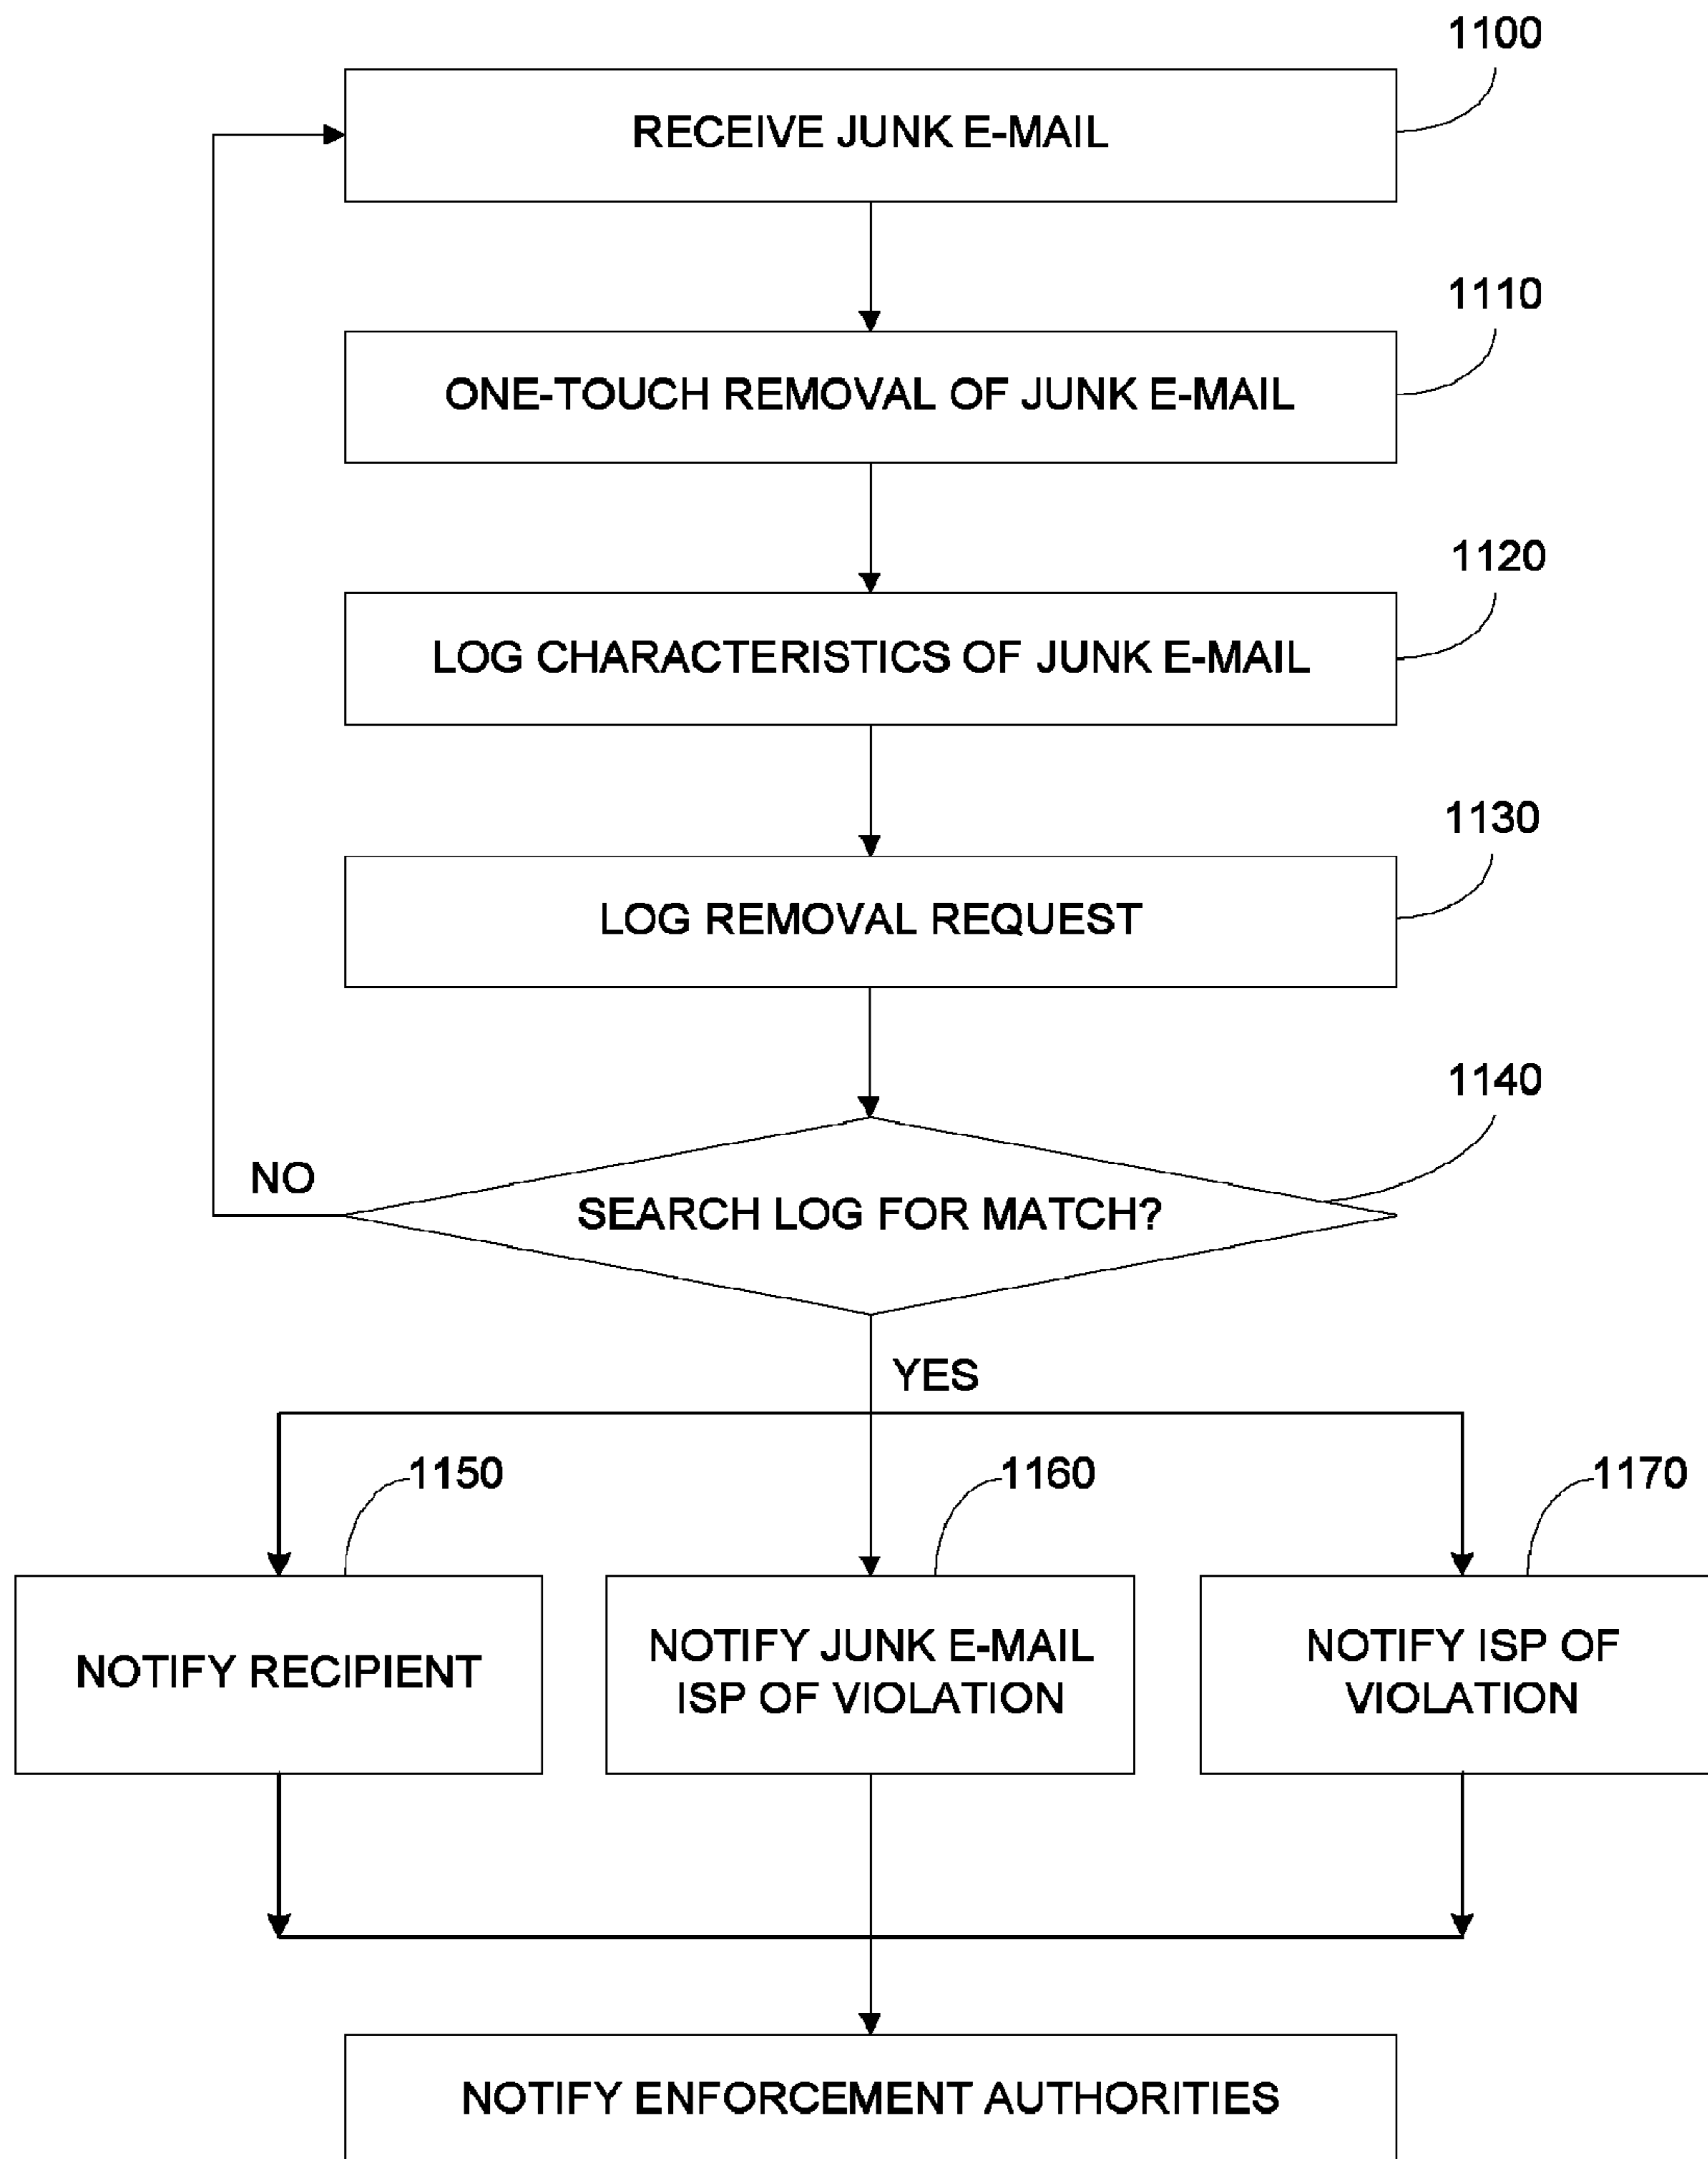 1100
RECEIVE JUNK E-MAIL
1110
ONE-TOUCH REMOVAL OF JUNK E-MAIL
1120
LOG CHARACTERISTICS OF JUNK E-MAIL
1130
LOG REMOVAL REQUEST
1140
NO
SEARCH LOG FOR MATCH?
YES
1150
1160
1170
NOTIFY RECIPIENT
NOTIFY JUNK E-MAIL
ISP OF VIOLATION
NOTIFY ISP OF
VIOLATION
NOTIFY ENFORCEMENT AUTHORITIES